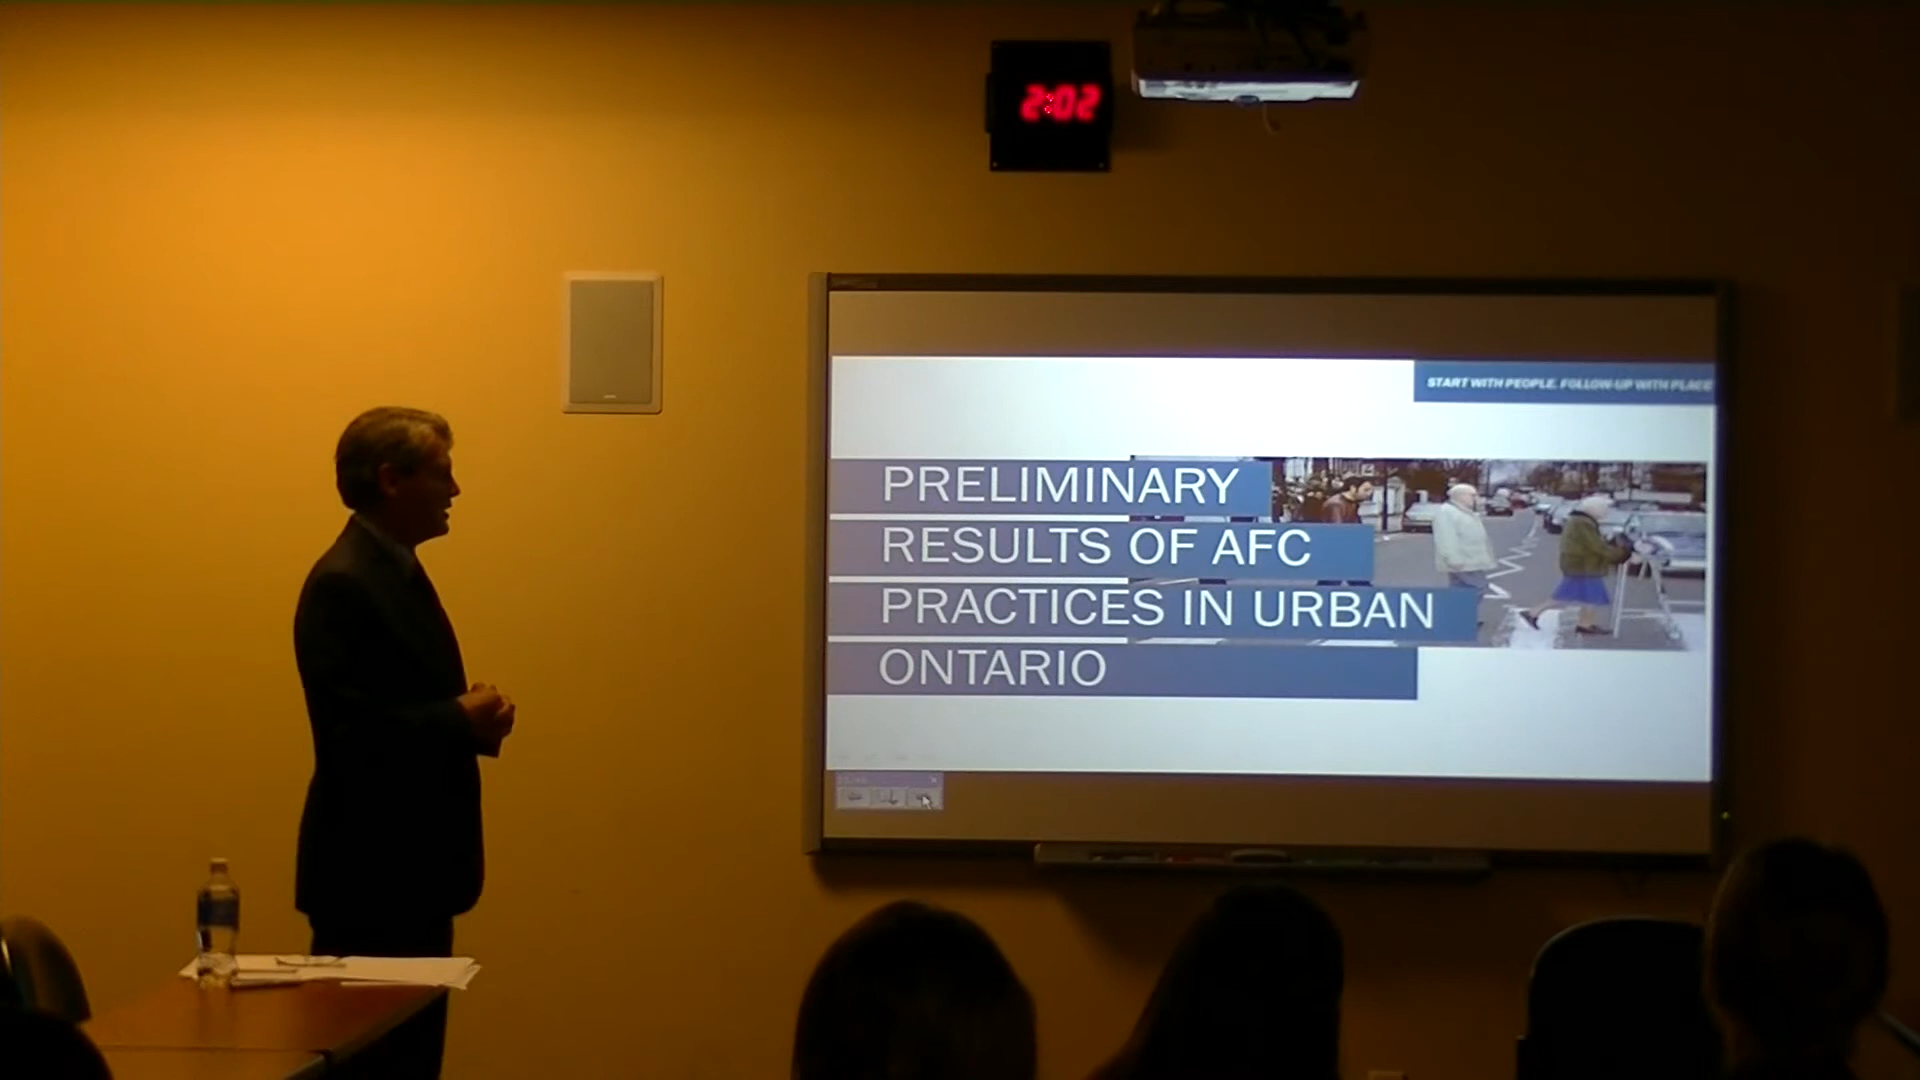 2:02
START WITH PEOPLE. FOLLOW-UP WITH PLACE
PRELIMINARY
RESULTS OF AFC
PRACTICES IN URBAN
ONTARIO